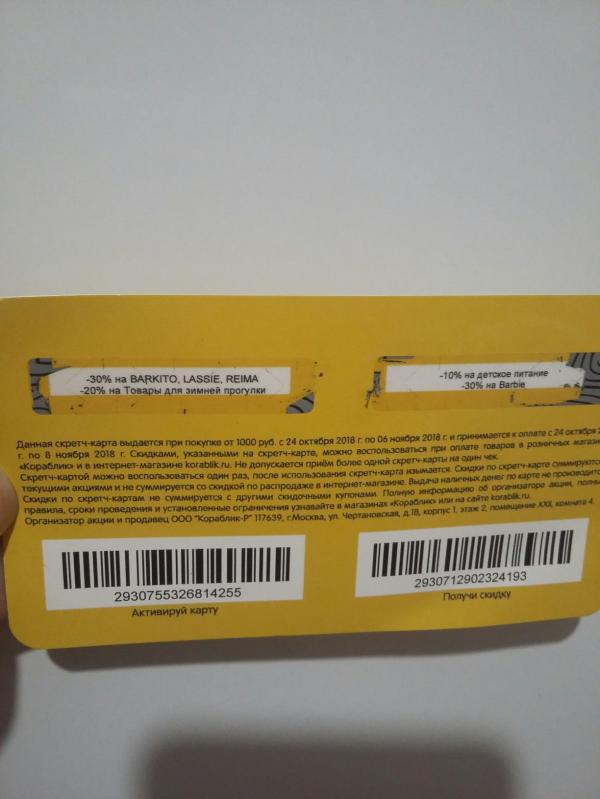 -30% на BARKITO, LASSIE, REIMA
-20% на Товары для зимней прогулки
-10% на детское питание
-30% на Barbie
Данная скретч-карта выдается при покупке от 1000 руб. с 24 октября 2018 г. по 06 ноября 2018 г. и принимается к оплате с 24 октября
г. по 8 ноября 2018 г. Скидками, указанными на скретч-карте, можно воспользоваться при оплате товаров в розничных
«Кораблик» и в интернет-магазине korablik.ru. Не допускается приём более одной скретч-карты на один чек.
Скретч-картой можно воспользоваться один раз, после использования скретч-карта изымается. Скидки по скретч-карте
текущими акциями и не суммируется со скидкой по распродаже в интернет-магазине. Выдача наличных денег по карте не
Скидки по скретч-картам не суммируется с другими скидочными купонами. Полную информацию об организаторе акции,
правила, сроки проведения и установленные ограничения узнавайте в магазинах «Кораблик» или на сайте korablik.ru.
Организатор акции и продавец ООО "Кораблик-Р" 117639, г.Москва, ул. Чертановская, д.18, корпус 1, этаж 2, помещение XXII, комната 4.
2930755326814255
Активируй карту
2930712902324193
Получи скидку